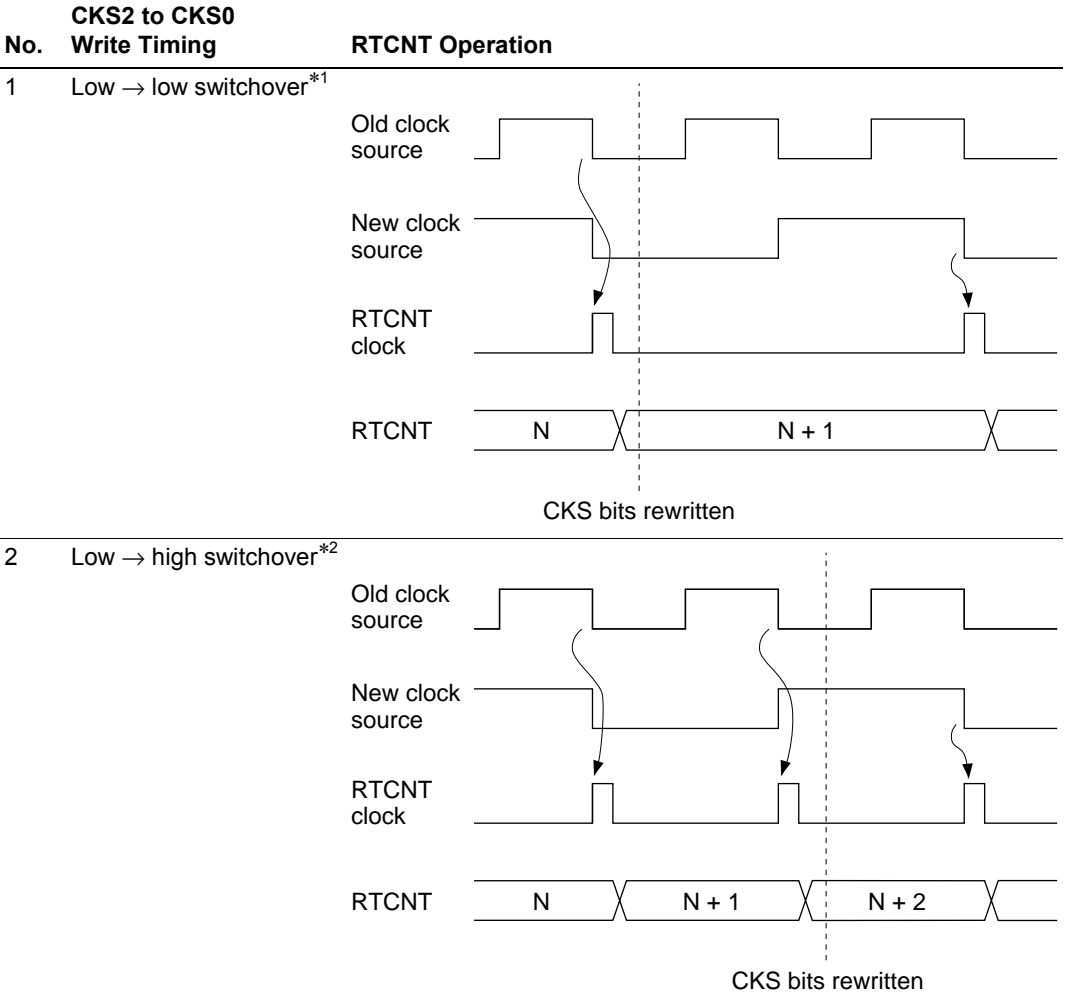 CKS2 to CKS0
No. Write Timing RTCNT Operation
1 Low → low switchover*1
Old clock
source
New clock
source
RTCNT
clock
RTCNT N N + 1
CKS bits rewritten
2 Low → high switchover*2
Old clock
source
New clock
source
RTCNT
clock
RTCNT N N + 1 N + 2
CKS bits rewritten